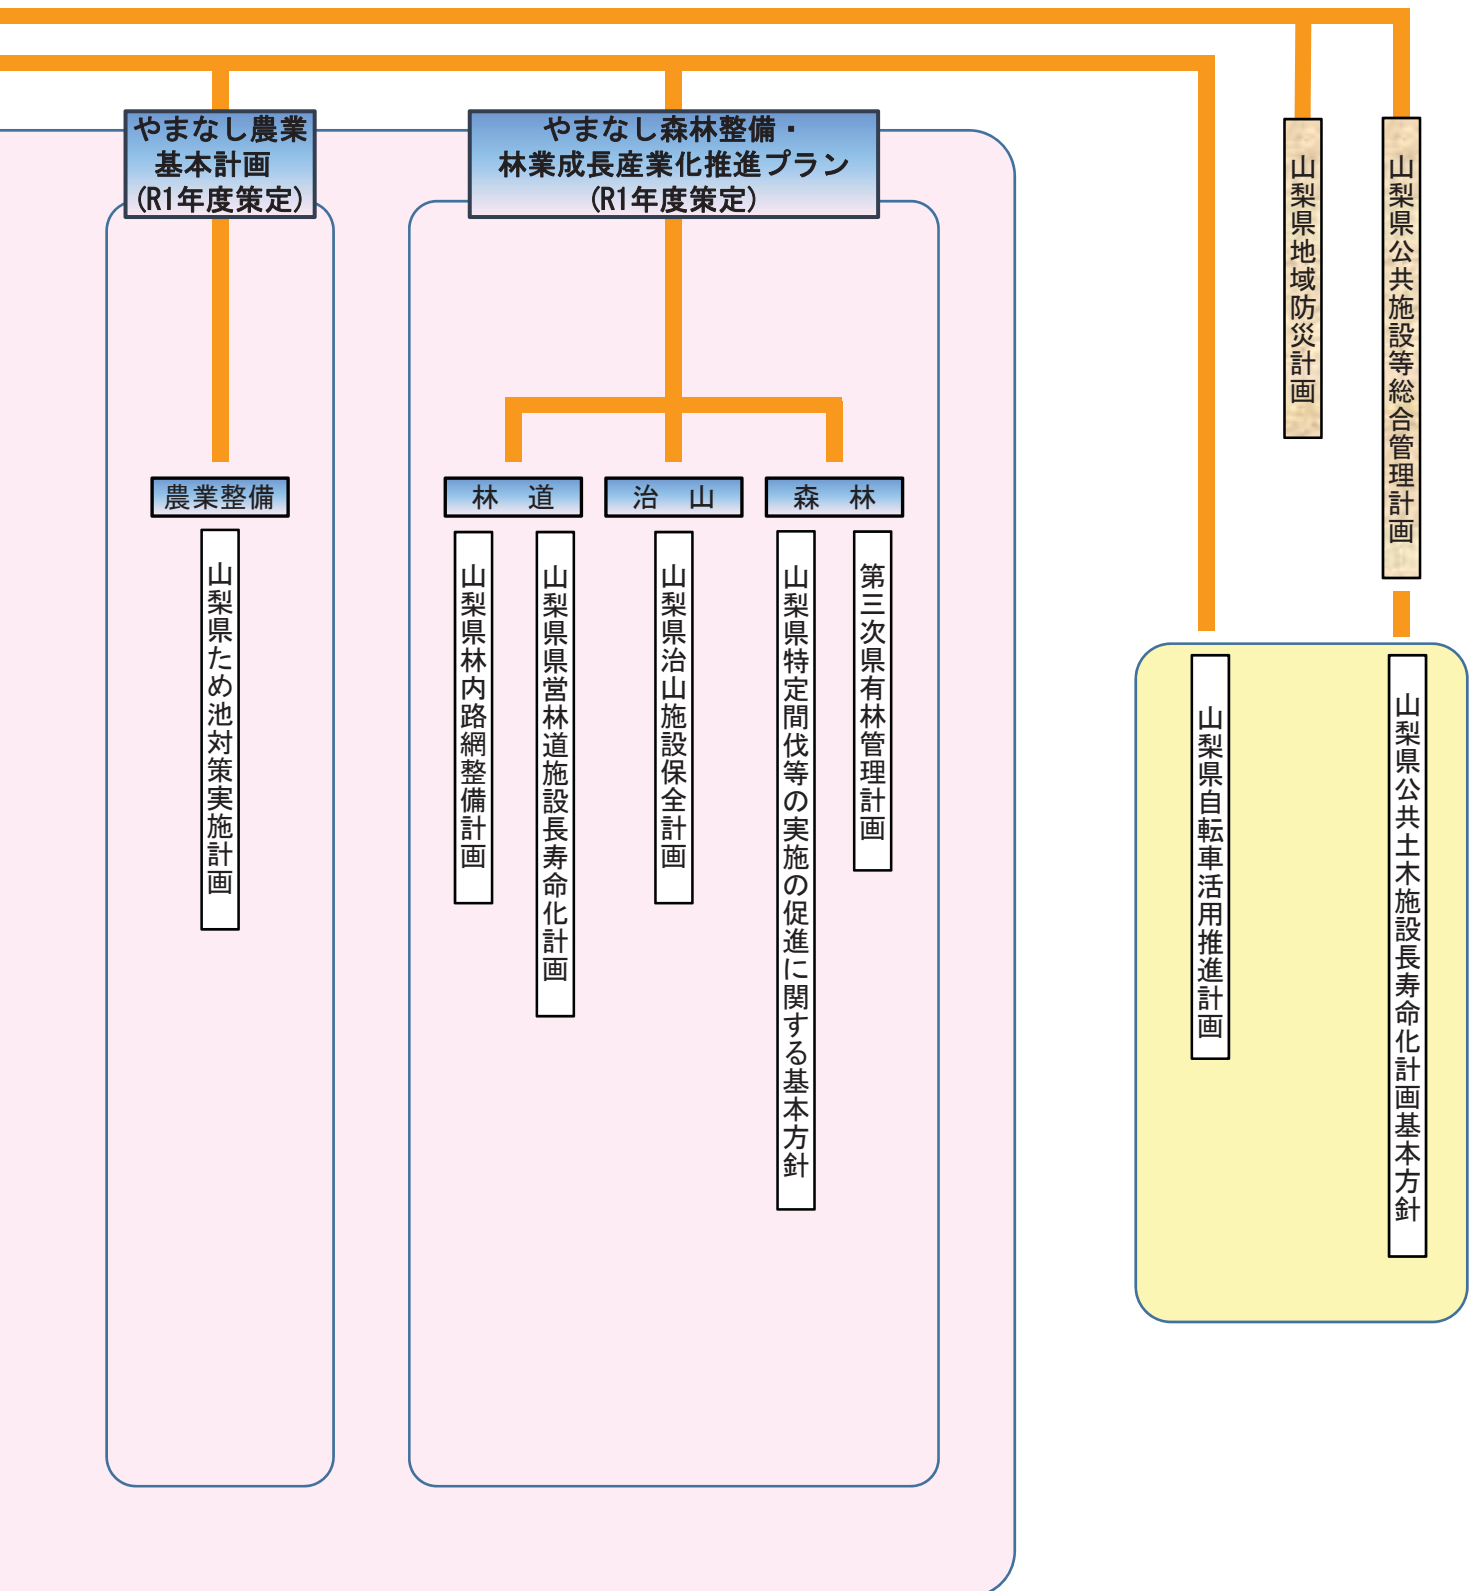 やまなし農業
基本計画
(R1年度策定)
やまなし森林整備・
林業成長産業化推進プラン
(R1年度策定)
山梨県地域防災計画
山梨県公共施設等総合管理計画
農業整備
山梨県ため池対策実施計画
林　道
山梨県林内路網整備計画
山梨県県営林道施設長寿命化計画
治　山
山梨県治山施設保全計画
森　林
山梨県特定間伐等の実施の促進に関する基本方針
第三次県有林管理計画
山梨県自転車活用推進計画
山梨県公共土木施設長寿命化計画基本方針